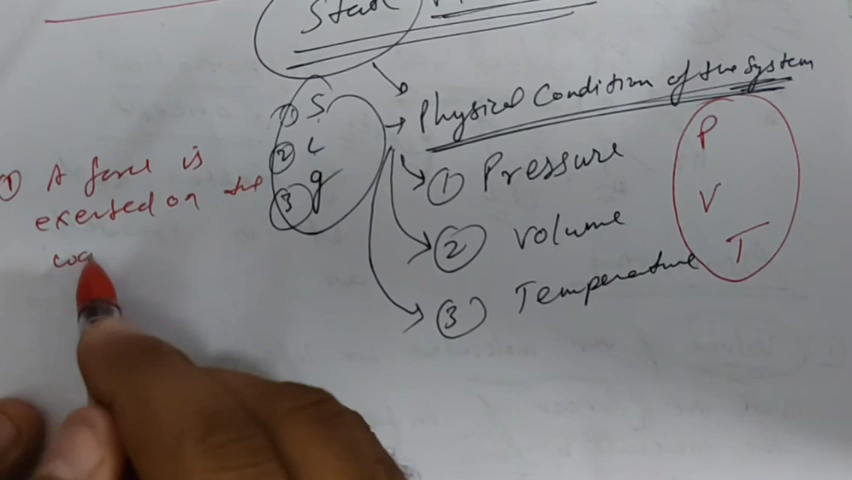 State
Physical Condition of the system
① S
② L
③ g
① Pressure
② Volume
③ Temperature
P
V
T
① A force is
exerted on the